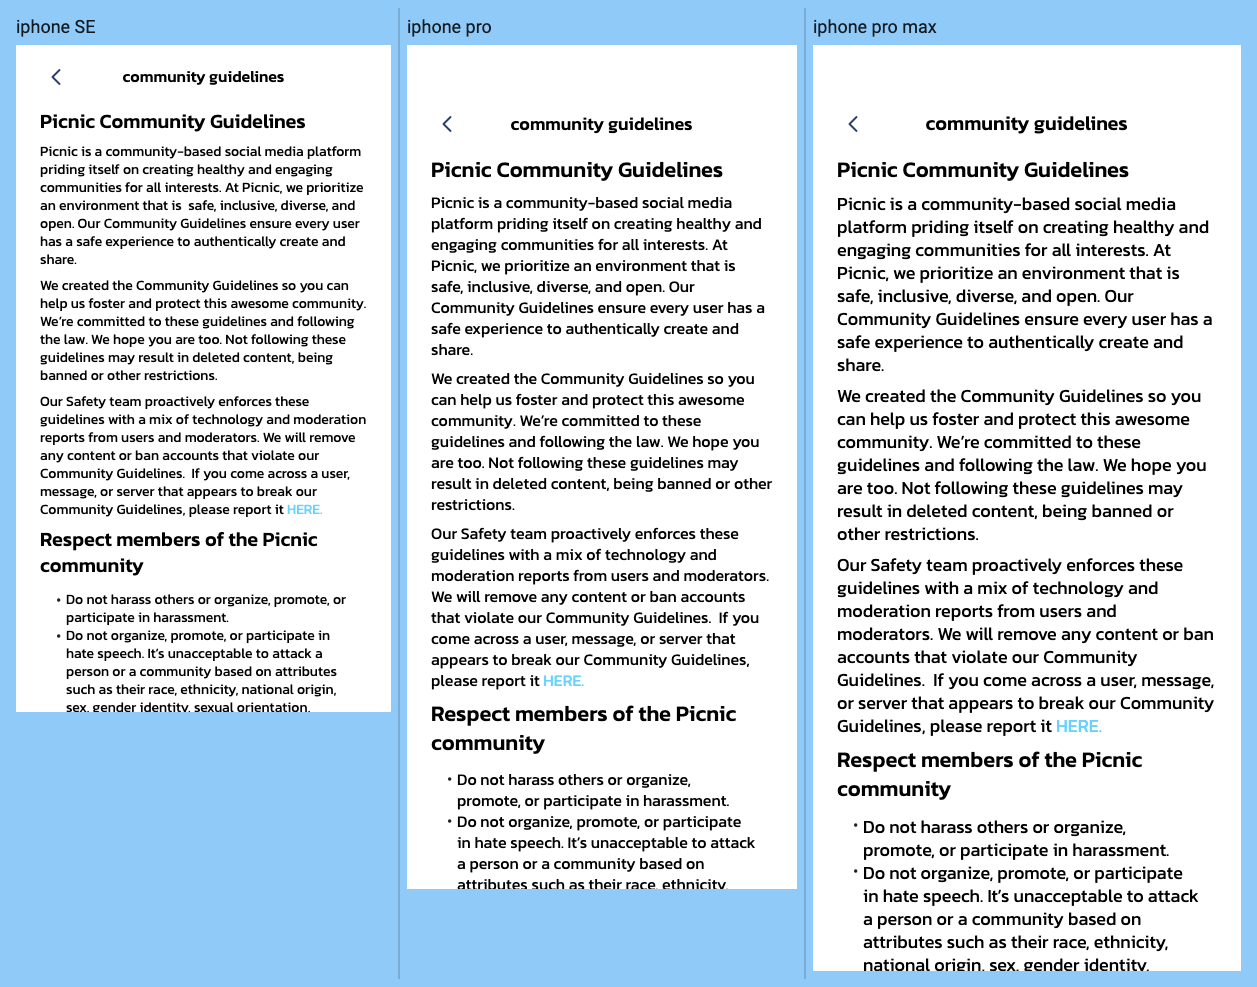 iphone SE
community guidelines
Picnic Community Guidelines
Picnic is a community-based social media platform
priding itself on creating healthy and engaging
communities for all interests. At Picnic, we prioritize
an environment that is  safe, inclusive, diverse, and
open. Our Community Guidelines ensure every user
has a safe experience to authentically create and
share.
We created the Community Guidelines so you can
help us foster and protect this awesome community.
We're committed to these guidelines and following
the law. We hope you are too. Not following these
guidelines may result in deleted content, being
banned or other restrictions.
Our Safety team proactively enforces these
guidelines with a mix of technology and moderation
reports from users and moderators. We will remove
any content or ban accounts that violate our
Community Guidelines.  If you come across a user,
message, or server that appears to break our
Community Guidelines, please report it HERE.
Respect members of the Picnic
community
• Do not harass others or organize, promote, or
participate in harassment.
• Do not organize, promote, or participate in
hate speech. It's unacceptable to attack a
person or a community based on attributes
such as their race, ethnicity, national origin,
sex, gender identity, sexual orientation,
iphone pro
community guidelines
Picnic Community Guidelines
Picnic is a community-based social media
platform priding itself on creating healthy and
engaging communities for all interests. At
Picnic, we prioritize an environment that is
safe, inclusive, diverse, and open. Our
Community Guidelines ensure every user has a
safe experience to authentically create and
share.
We created the Community Guidelines so you
can help us foster and protect this awesome
community. We're committed to these
guidelines and following the law. We hope you
are too. Not following these guidelines may
result in deleted content, being banned or other
restrictions.
Our Safety team proactively enforces these
guidelines with a mix of technology and
moderation reports from users and moderators.
We will remove any content or ban accounts
that violate our Community Guidelines.  If you
come across a user, message, or server that
appears to break our Community Guidelines,
please report it HERE.
Respect members of the Picnic
community
• Do not harass others or organize,
promote, or participate in harassment.
• Do not organize, promote, or participate
in hate speech. It's unacceptable to attack
a person or a community based on
attributes such as their race, ethnicity,
iphone pro max
community guidelines
Picnic Community Guidelines
Picnic is a community-based social media
platform priding itself on creating healthy and
engaging communities for all interests. At
Picnic, we prioritize an environment that is
safe, inclusive, diverse, and open. Our
Community Guidelines ensure every user has a
safe experience to authentically create and
share.
We created the Community Guidelines so you
can help us foster and protect this awesome
community. We're committed to these
guidelines and following the law. We hope you
are too. Not following these guidelines may
result in deleted content, being banned or
other restrictions.
Our Safety team proactively enforces these
guidelines with a mix of technology and
moderation reports from users and
moderators. We will remove any content or ban
accounts that violate our Community
Guidelines.  If you come across a user, message,
or server that appears to break our Community
Guidelines, please report it HERE.
Respect members of the Picnic
community
• Do not harass others or organize,
promote, or participate in harassment.
• Do not organize, promote, or participate
in hate speech. It's unacceptable to attack
a person or a community based on
attributes such as their race, ethnicity,
national origin, sex, gender identity,